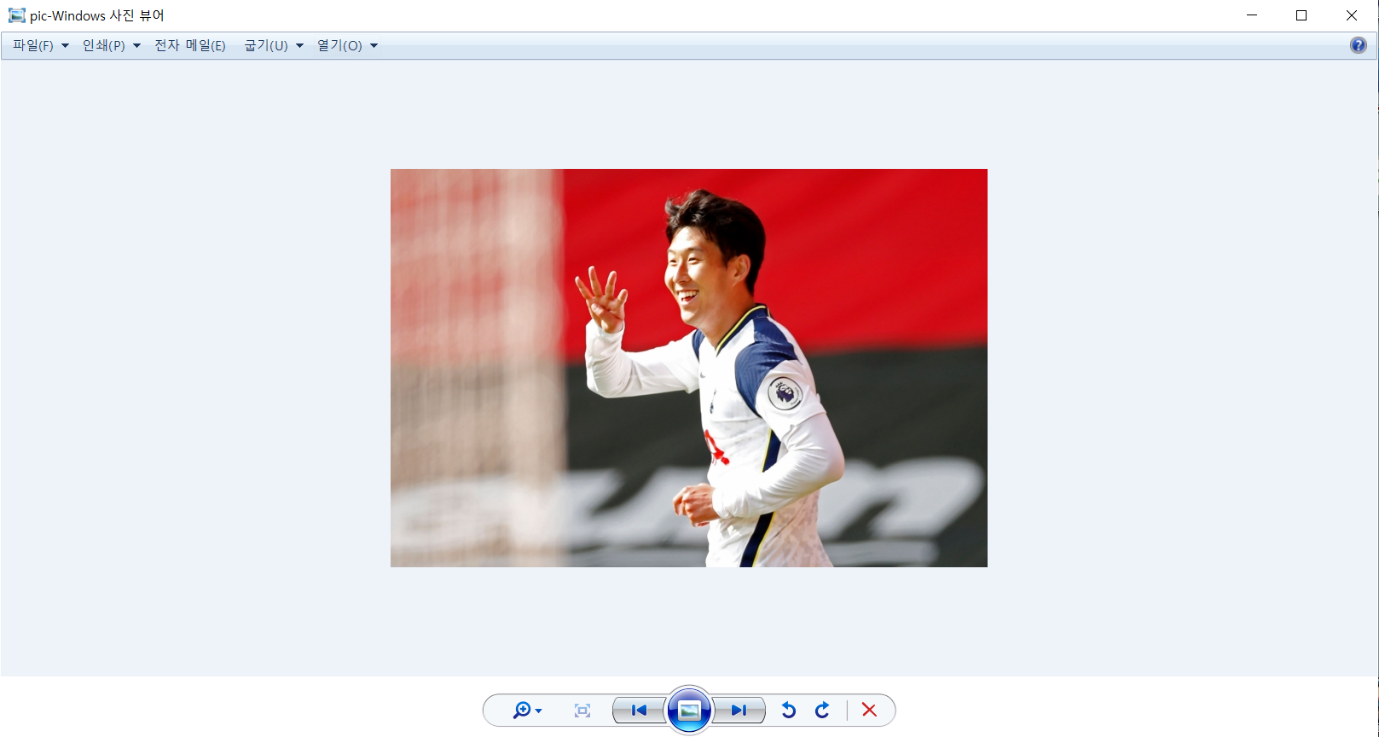 pic-Windows 사진 뷰어
파일(F) 인쇄(P) 전자 메일(E) 굽기(U) 열기(O)